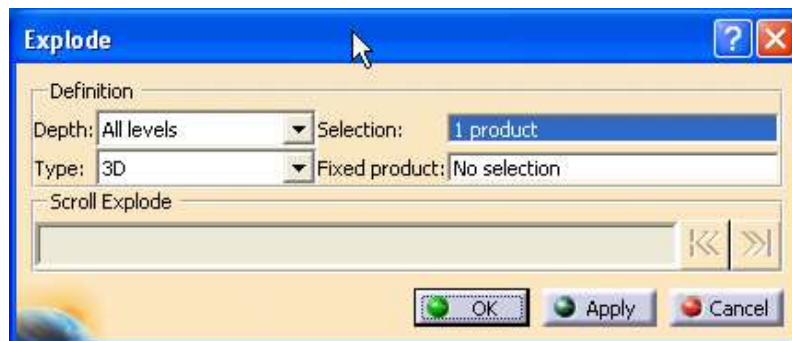 Explode
Definition
Depth: All levels Selection: 1 product
Type: 3D Fixed product: No selection
Scroll Explode
OK Apply Cancel